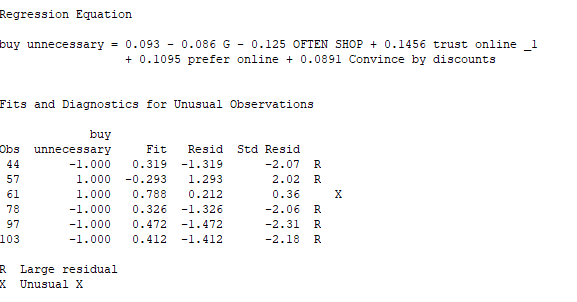 Regression Equation
buy unnecessary = 0.093 - 0.086 G - 0.125 OFTEN SHOP + 0.1456 trust online _1
+ 0.1095 prefer online + 0.0891 Convince by discounts
Fits and Diagnostics for Unusual Observations
buy
Obs unnecessary Fit Resid Std Resid
44 -1.000 0.319 -1.319 -2.07 R
57 1.000 -0.293 1.293 2.02 R
61 1.000 0.788 0.212 0.36 X
78 -1.000 0.326 -1.326 -2.06 R
97 -1.000 0.472 -1.472 -2.31 R
103 -1.000 0.412 -1.412 -2.18 R
R Large residual
X Unusual X